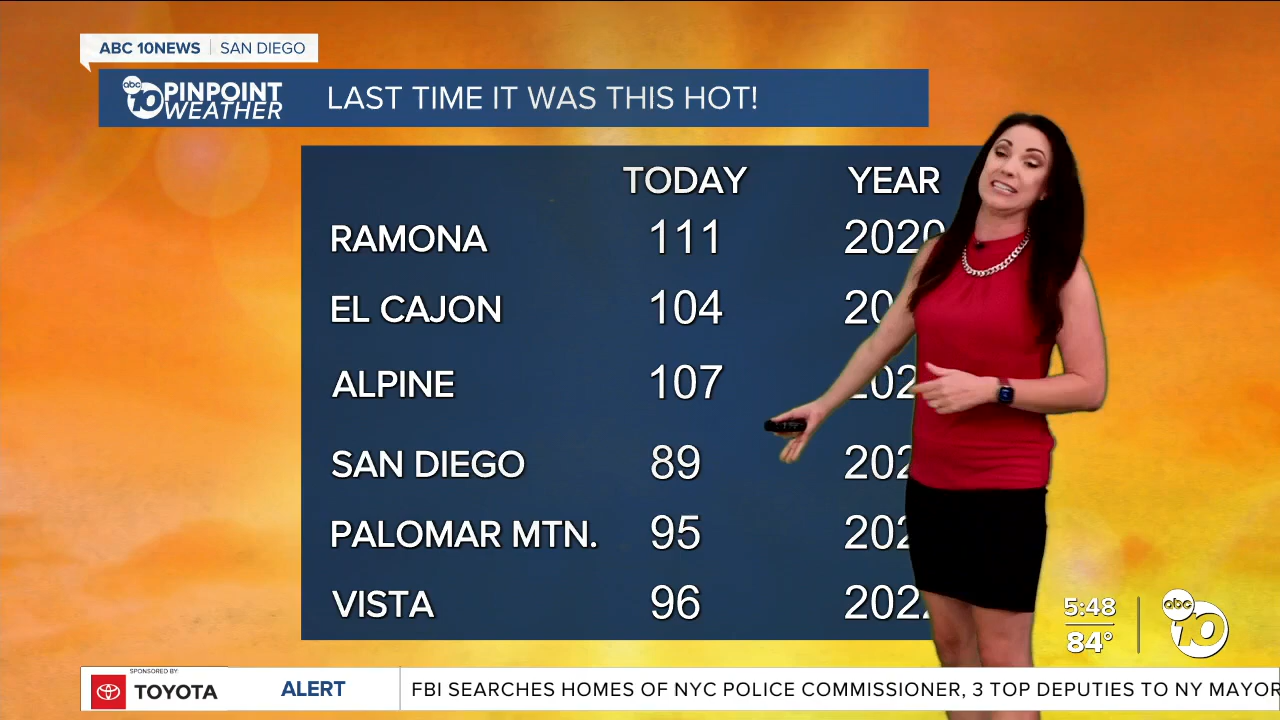 ABC 10NEWS | SAN DIEGO
abc 10 PINPOINT WEATHER
LAST TIME IT WAS THIS HOT!
TODAY YEAR
RAMONA 111 2020
EL CAJON 104
ALPINE 107
SAN DIEGO 89
PALOMAR MTN. 95
VISTA 96
5:48
84°
abc 10
SPONSORED BY:
TOYOTA
ALERT
FBI SEARCHES HOMES OF NYC POLICE COMMISSIONER, 3 TOP DEPUTIES TO NY MAYOR